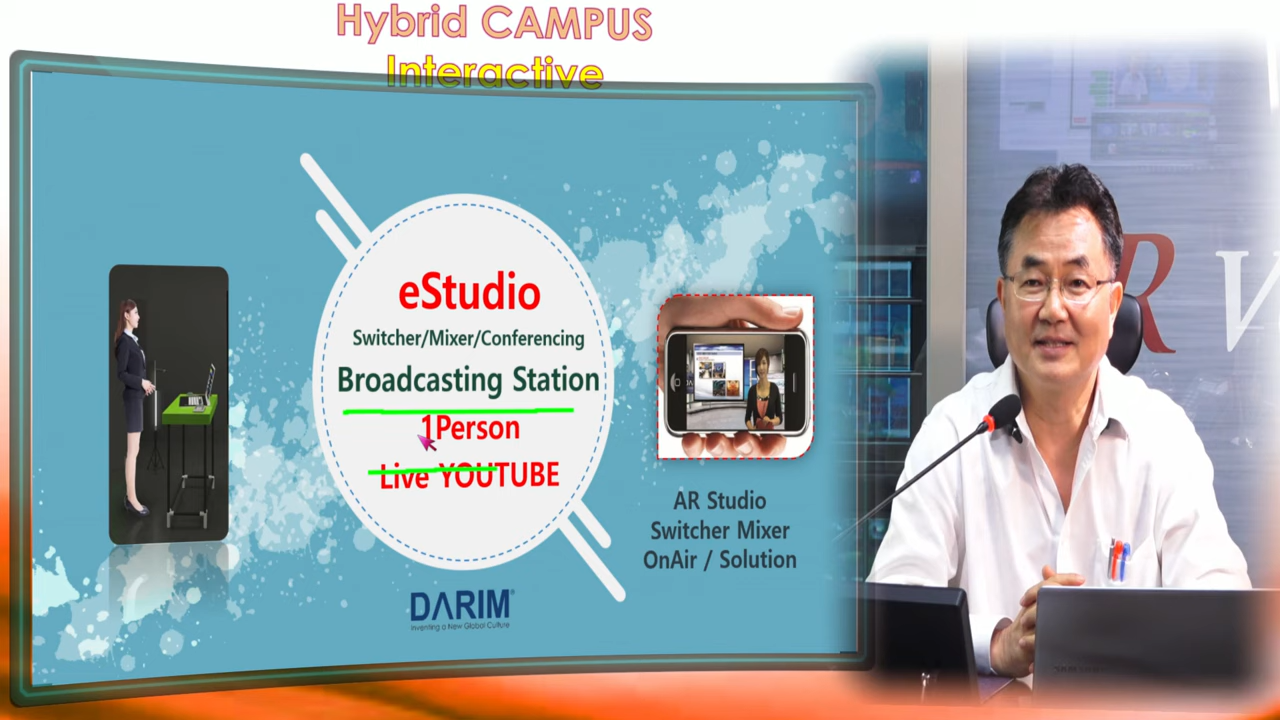 Hybrid CAMPUS
Interactive
eStudio
Switcher/Mixer/Conferencing
Broadcasting Station
1Person
Live YOUTUBE
DARIM
Inventing a New Global Culture
AR Studio
Switcher Mixer
OnAir / Solution
R V